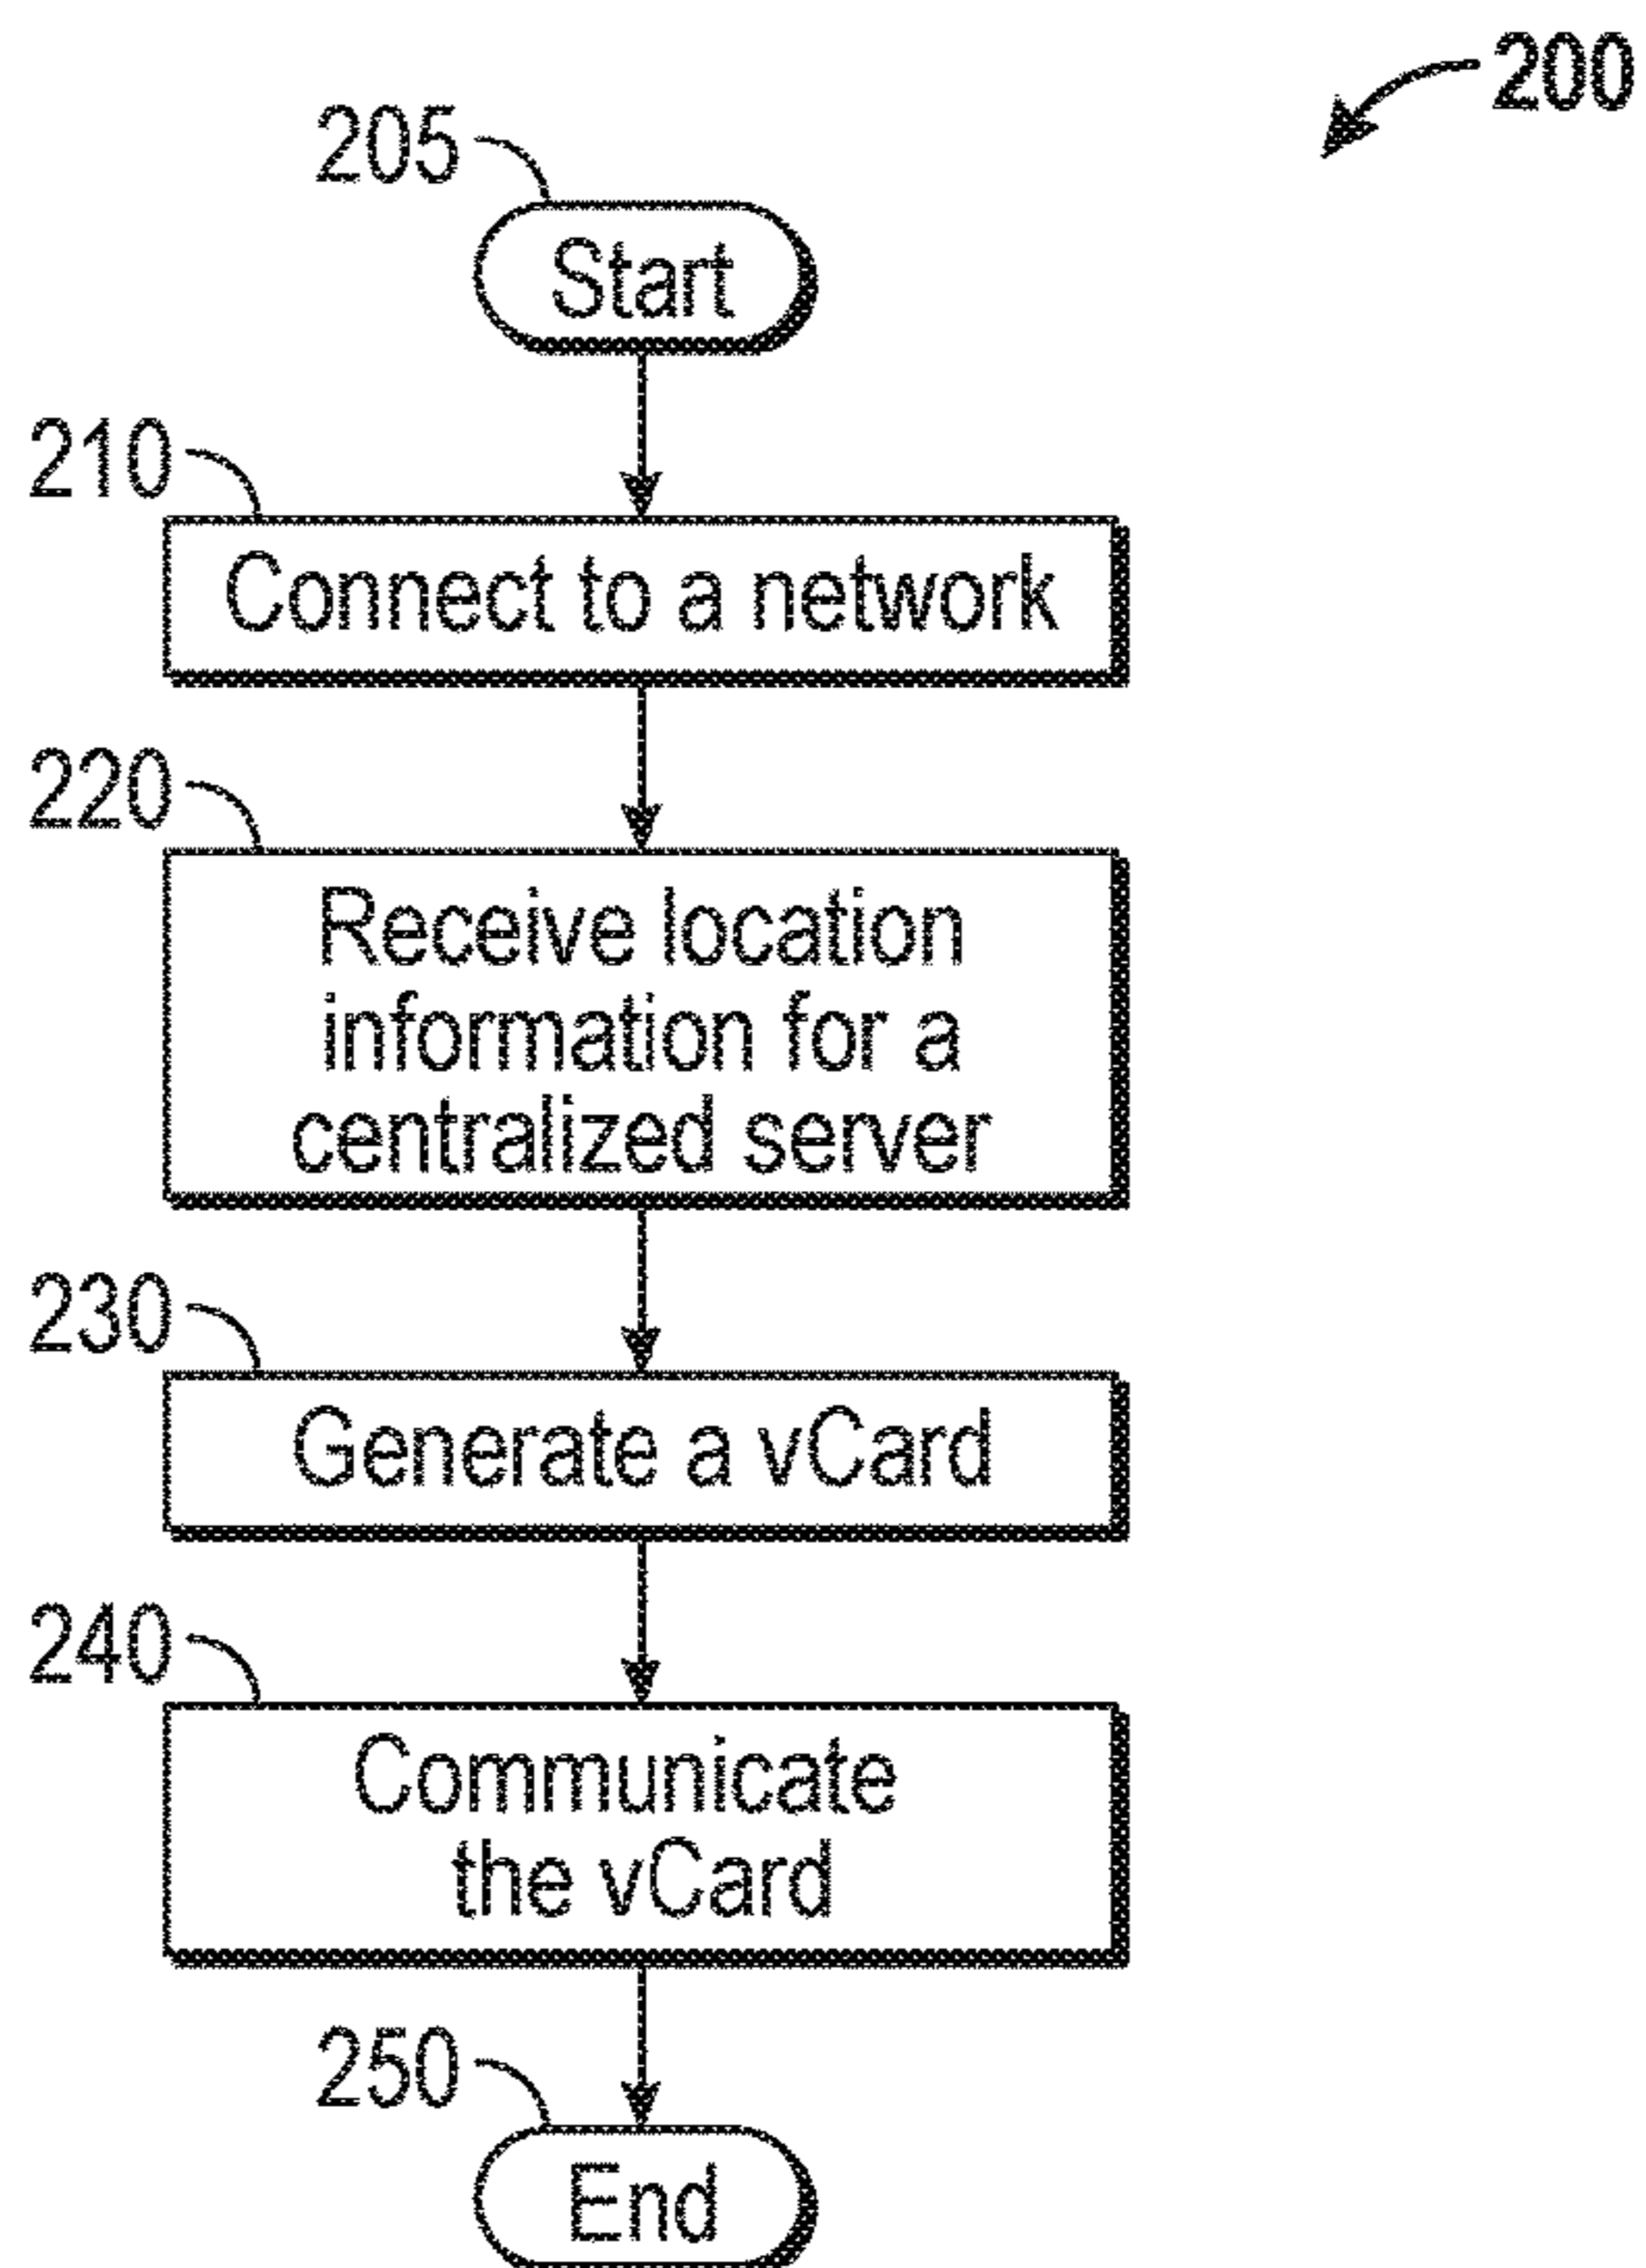 200
205
Start
210
Connect to a network
220
Receive location
information for a
centralized server
230
Generate a vCard
240
Communicate
the vCard
250
End